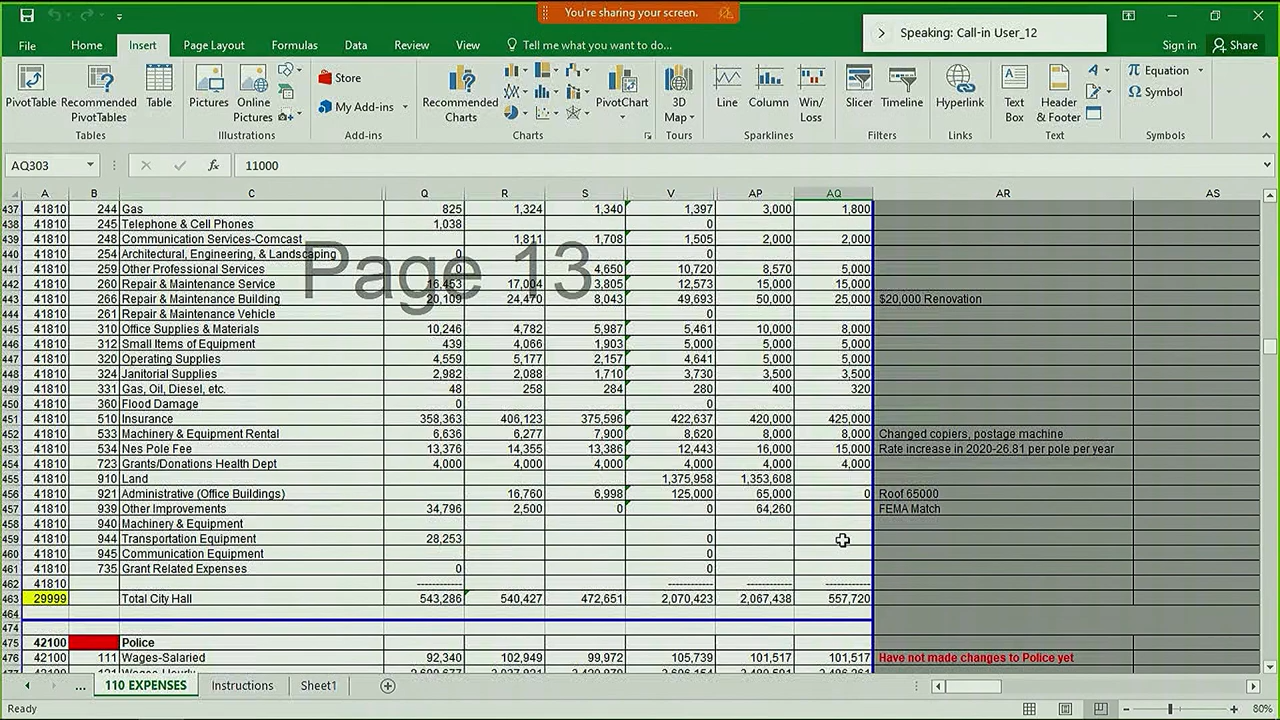 You're sharing your screen.
Speaking: Call-in User_12
File Home Insert Page Layout Formulas Data Review View Tell me what you want to do... Sign in Share
PivotTable Recommended PivotTables Table Pictures Online Pictures Store My Add-ins Recommended Charts PivotChart 3D Map Line Column Win/Loss Slicer Timeline Hyperlink Text Box Header & Footer Equation Symbol
Tables Illustrations Add-ins Charts Tours Sparklines Filters Links Text Symbols
AQ303 fx 11000
A B C Q R S V AP AQ AR AS
Page 13
437 41810 244 Gas 825 1,324 1,340 1,397 3,000 1,800
438 41810 245 Telephone & Cell Phones 1,038 0
439 41810 248 Communication Services-Comcast 1,811 1,708 1,505 2,000 2,000
440 41810 254 Architectural, Engineering, & Landscaping 0 0
441 41810 259 Other Professional Services 0 4,650 10,720 8,570 5,000
442 41810 260 Repair & Maintenance Service 16,453 17,004 3,805 12,573 15,000 15,000
443 41810 266 Repair & Maintenance Building 20,109 24,470 8,043 49,693 50,000 25,000 $20,000 Renovation
444 41810 261 Repair & Maintenance Vehicle 0
445 41810 310 Office Supplies & Materials 10,246 4,782 5,987 5,461 10,000 8,000
446 41810 312 Small Items of Equipment 439 4,066 1,903 5,000 5,000 5,000
447 41810 320 Operating Supplies 4,559 5,177 2,157 4,641 5,000 5,000
448 41810 324 Janitorial Supplies 2,982 2,088 1,710 3,730 3,500 3,500
449 41810 331 Gas, Oil, Diesel, etc. 48 258 284 280 400 320
450 41810 360 Flood Damage 0 0
451 41810 510 Insurance 358,363 406,123 375,596 422,637 420,000 425,000
452 41810 533 Machinery & Equipment Rental 6,636 6,277 7,900 8,620 8,000 8,000 Changed copiers, postage machine
453 41810 534 Nes Pole Fee 13,376 14,355 13,386 12,443 16,000 15,000 Rate increase in 2020-26.81 per pole per year
454 41810 723 Grants/Donations Health Dept 4,000 4,000 4,000 4,000 4,000 4,000
455 41810 910 Land 1,375,958 1,353,608
456 41810 921 Administrative (Office Buildings) 16,760 6,998 125,000 65,000 0 Roof 65000
457 41810 939 Other Improvements 34,796 2,500 0 0 64,260 FEMA Match
458 41810 940 Machinery & Equipment
459 41810 944 Transportation Equipment 28,253 0
460 41810 945 Communication Equipment 0
461 41810 735 Grant Related Expenses 0 0
462 41810 ----------- ----------- ----------- -----------
463 29999 Total City Hall 543,286 540,427 472,651 2,070,423 2,067,438 557,720
464
474
475 42100 Police
476 42100 111 Wages-Salaried 92,340 102,949 99,972 105,739 101,517 101,517 Have not made changes to Police yet
... 110 EXPENSES Instructions Sheet1
Ready 80%